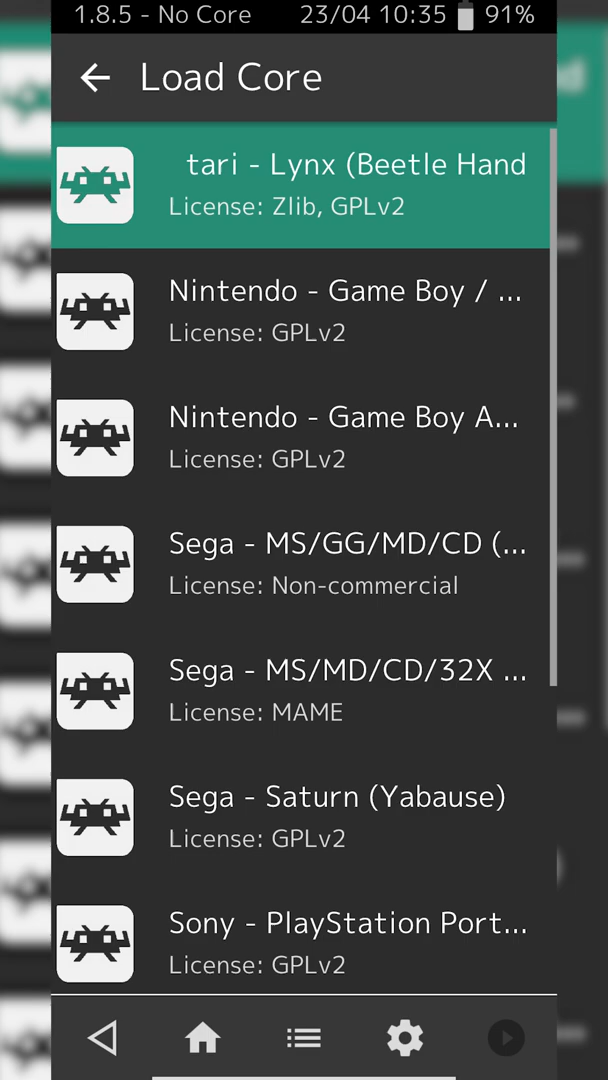 1.8.5 - No Core 23/04 10:35 91%
Load Core
tari - Lynx (Beetle Hand
License: Zlib, GPLv2
Nintendo - Game Boy / ...
License: GPLv2
Nintendo - Game Boy A...
License: GPLv2
Sega - MS/GG/MD/CD (...
License: Non-commercial
Sega - MS/MD/CD/32X ...
License: MAME
Sega - Saturn (Yabause)
License: GPLv2
Sony - PlayStation Port...
License: GPLv2